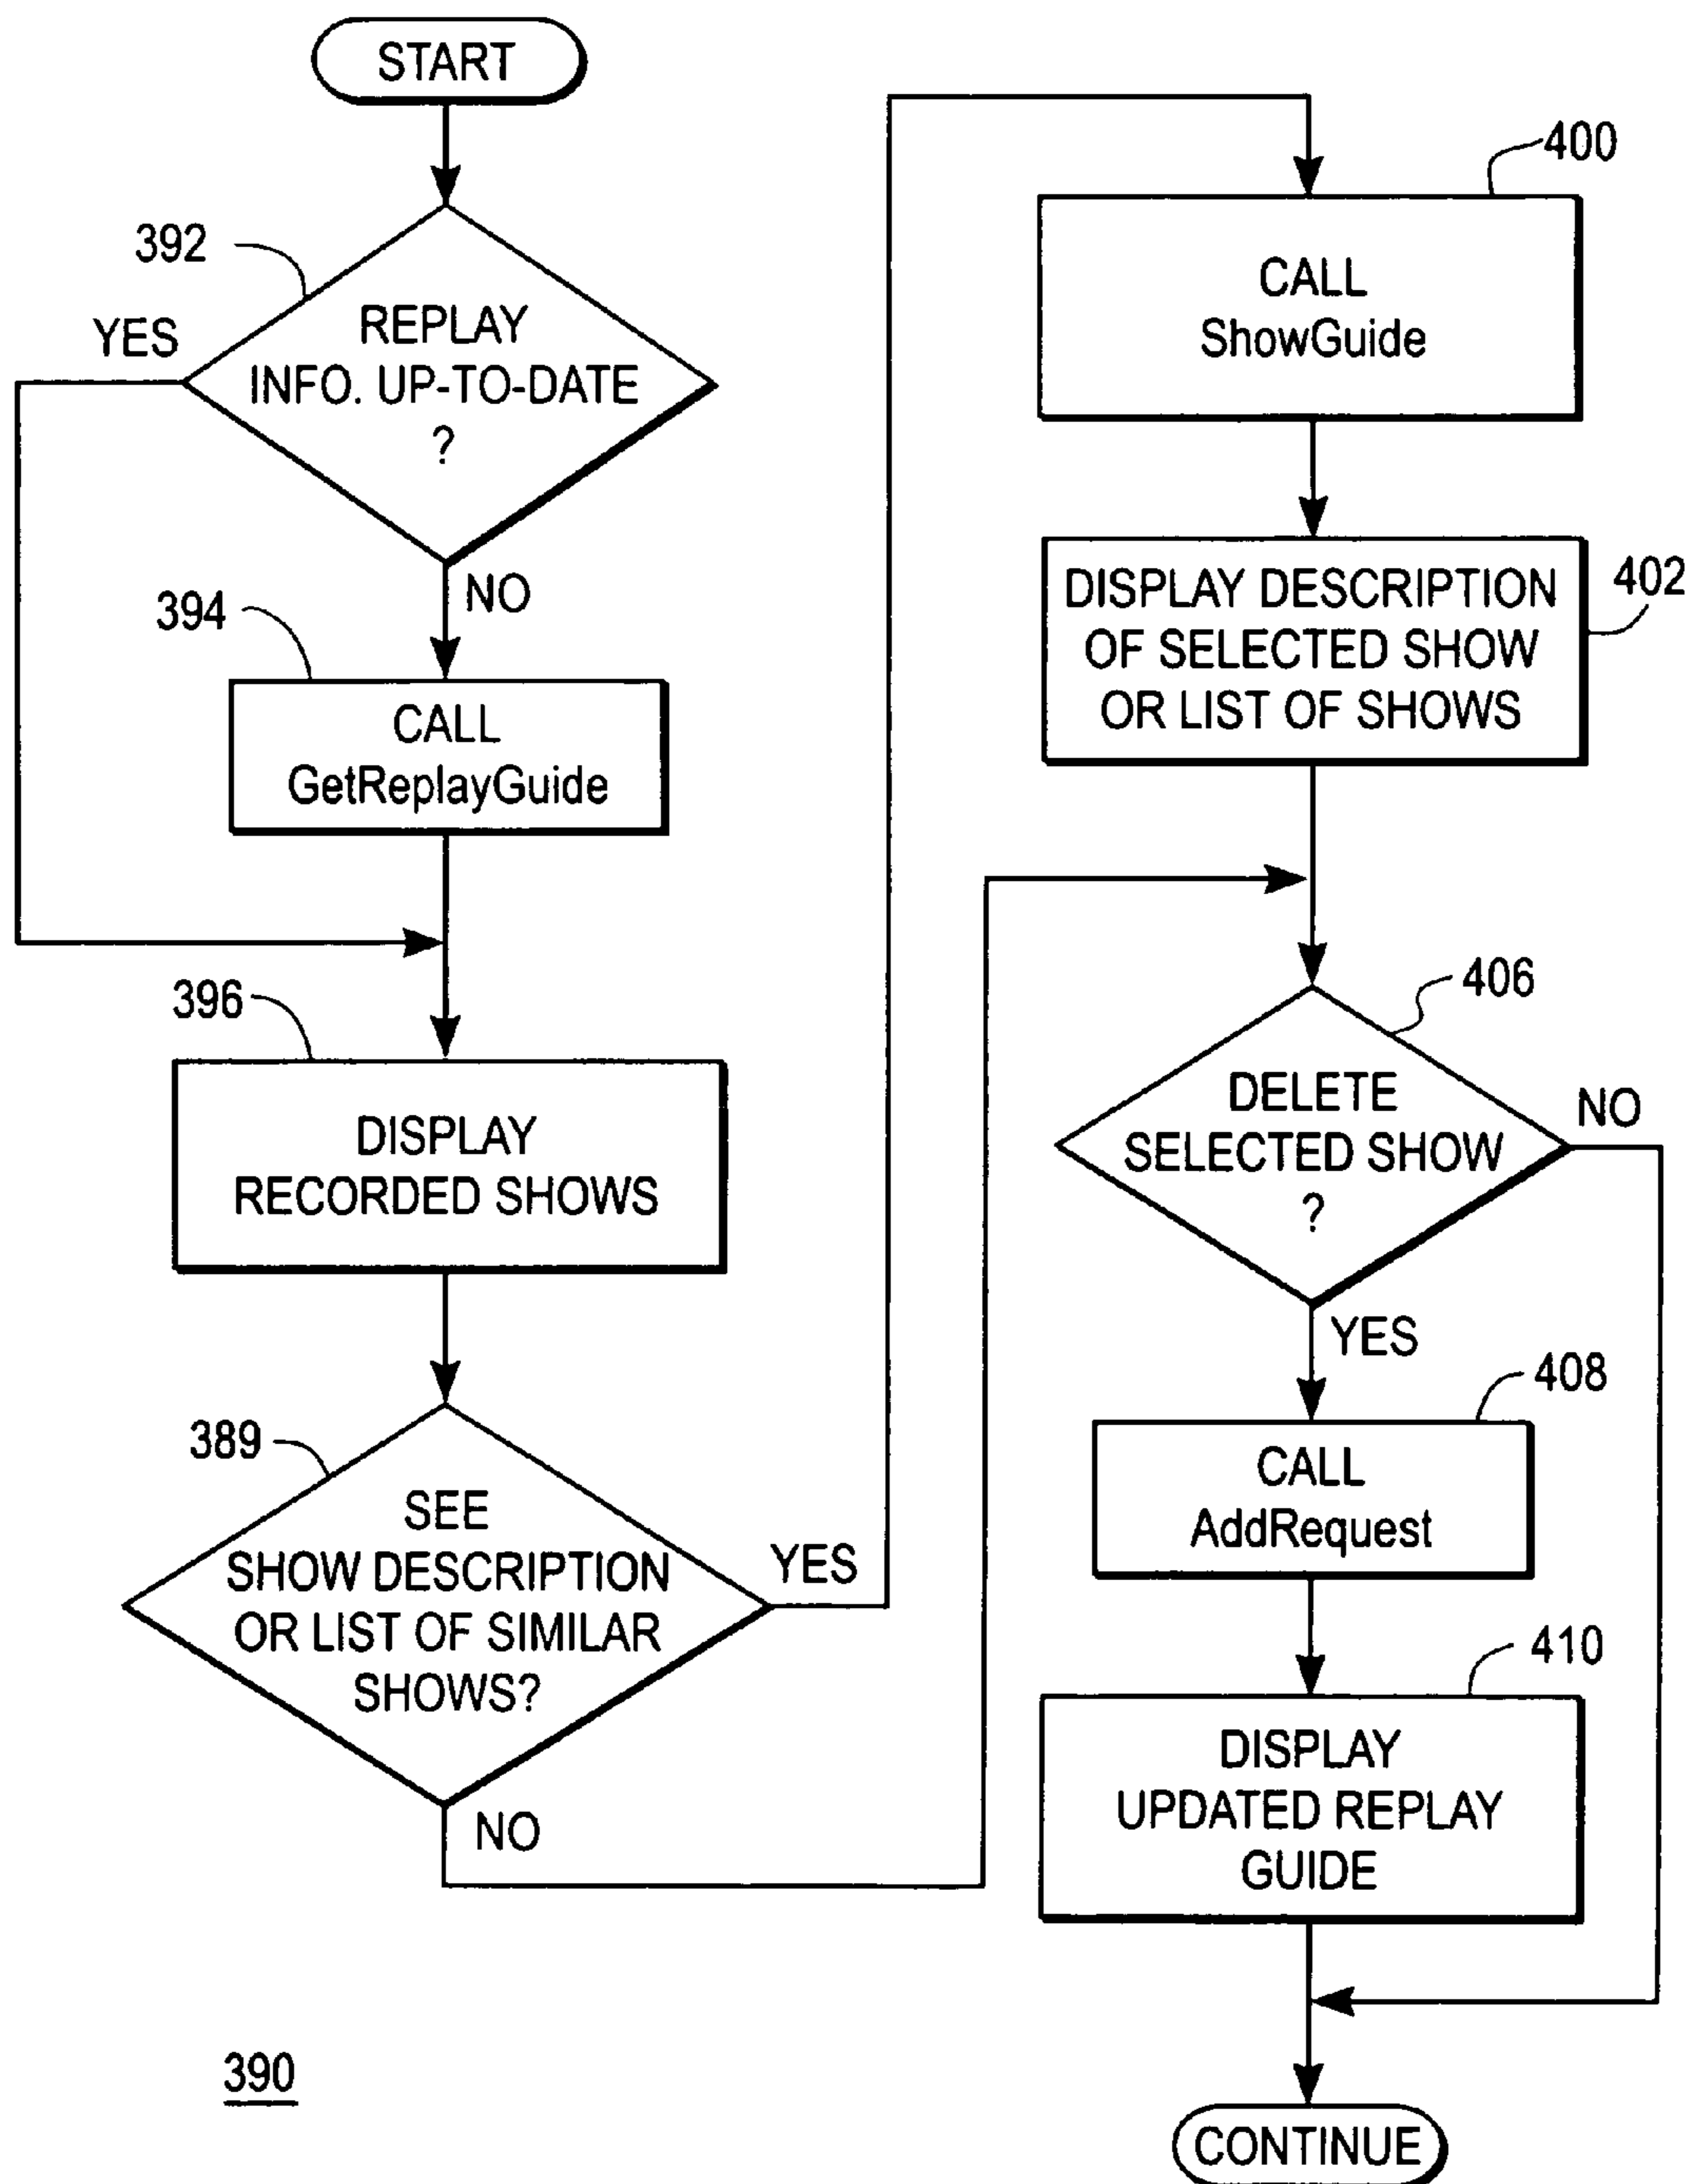 START
392
YES
REPLAY
INFO. UP-TO-DATE
?
NO
394
CALL
GetReplayGuide
396
DISPLAY
RECORDED SHOWS
389
SEE
SHOW DESCRIPTION
OR LIST OF SIMILAR
SHOWS?
YES
NO
390
400
CALL
ShowGuide
402
DISPLAY DESCRIPTION
OF SELECTED SHOW
OR LIST OF SHOWS
406
DELETE
SELECTED SHOW
?
NO
YES
408
CALL
AddRequest
410
DISPLAY
UPDATED REPLAY
GUIDE
CONTINUE